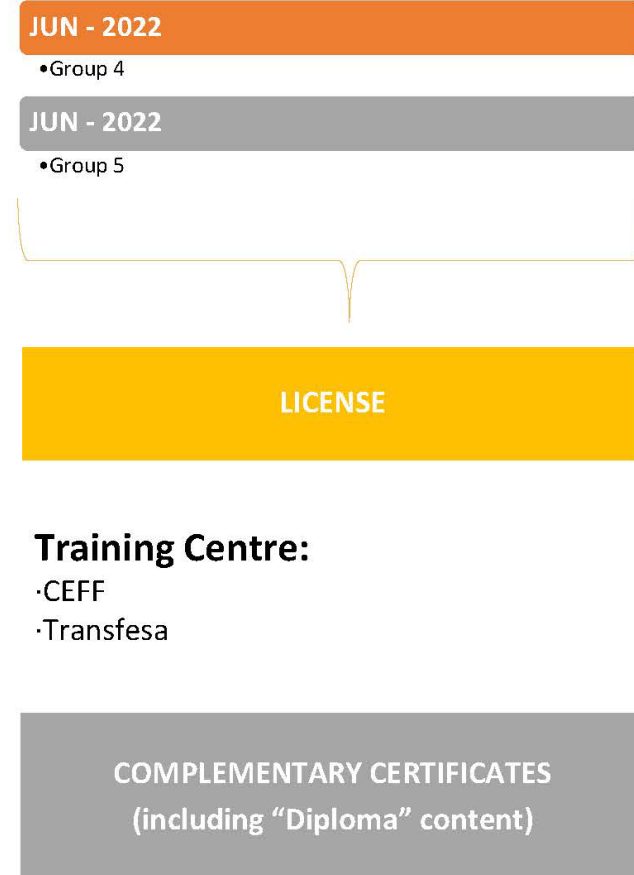 JUN - 2022
•Group 4
JUN - 2022
•Group 5
LICENSE
Training Centre:
·CEFF
·Transfesa
COMPLEMENTARY CERTIFICATES
(including “Diploma” content)